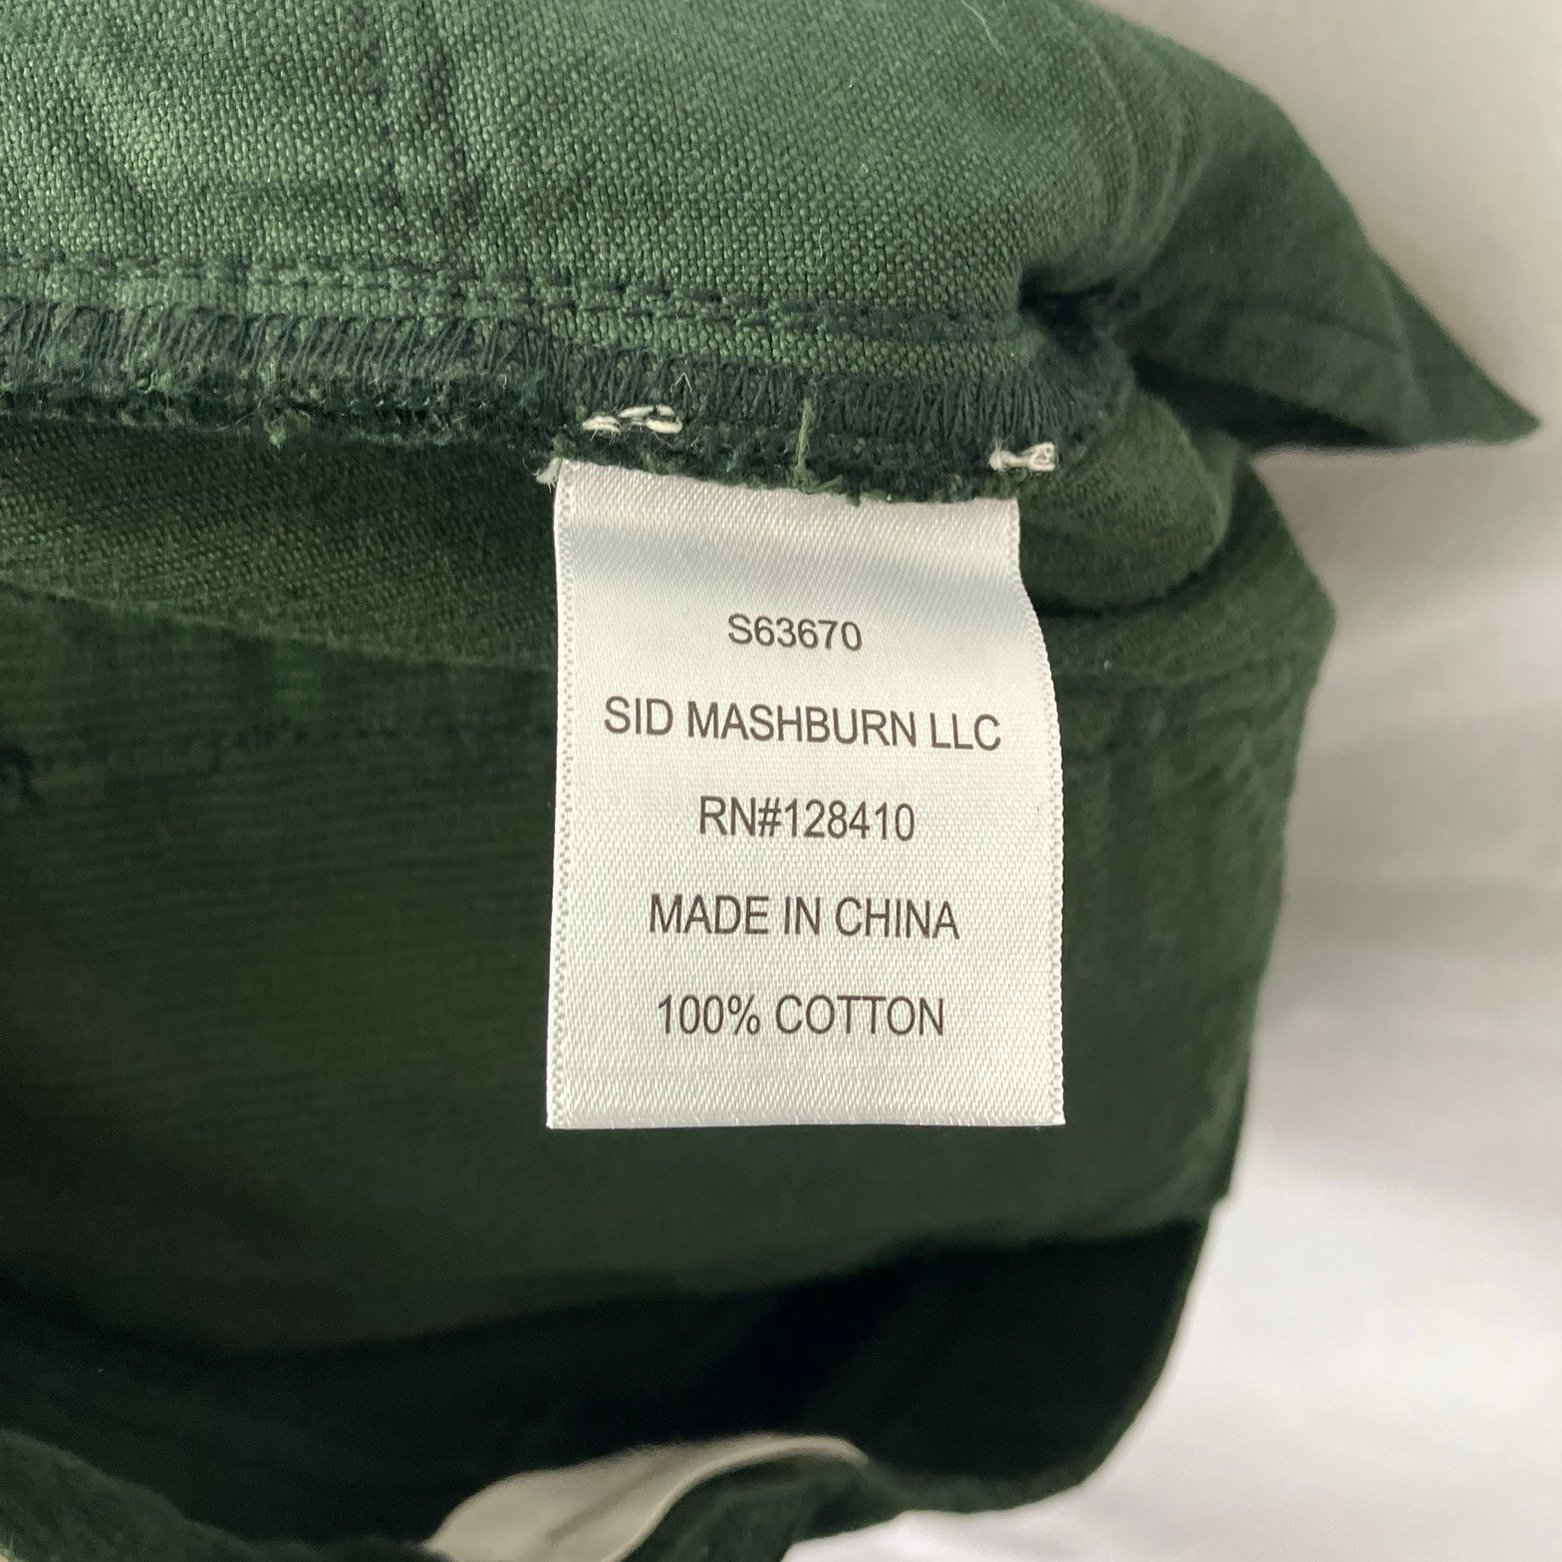 S63670
SID MASHBURN LLC
RN#128410
MADE IN CHINA
100% COTTON